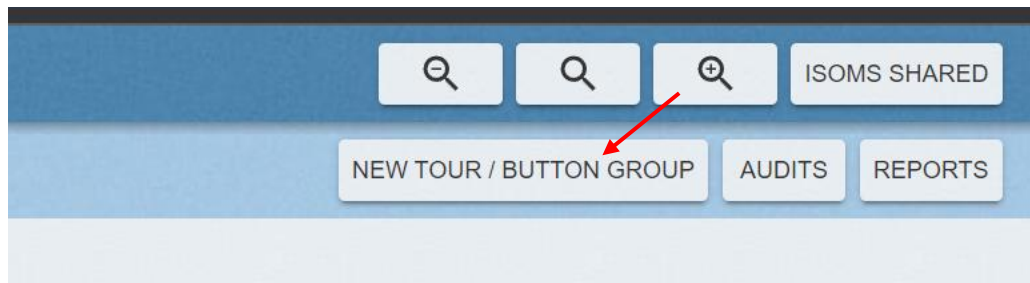 ISOMS SHARED
NEW TOUR / BUTTON GROUP AUDITS REPORTS